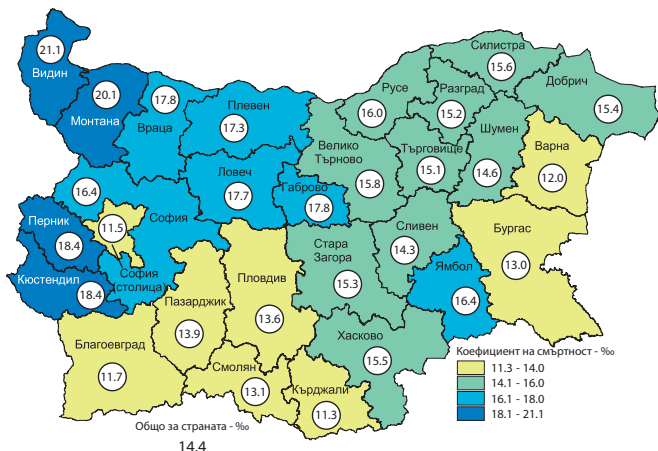 21.1
Видин
20.1
Монтана
17.8
Враца
Плевен
17.3
Силистра
15.6
Русе
16.0
Разград
15.2
Добрич
15.4
Шумен
14.6
Варна
12.0
Велико
Търново
15.8
Търговище
15.1
Ловеч
17.7
Габрово
17.8
16.4
София
11.5
София
(столица)
Перник
18.4
Кюстендил
18.4
Сливен
14.3
Бургас
13.0
Стара
Загора
15.3
Ямбол
16.4
Пловдив
13.6
Пазарджик
13.9
Благоевград
11.7
Смолян
13.1
Кърджали
11.3
Хасково
15.5
Коефициент на смъртност - ‰
11.3 - 14.0
14.1 - 16.0
16.1 - 18.0
18.1 - 21.1
Общо за страната - ‰
14.4